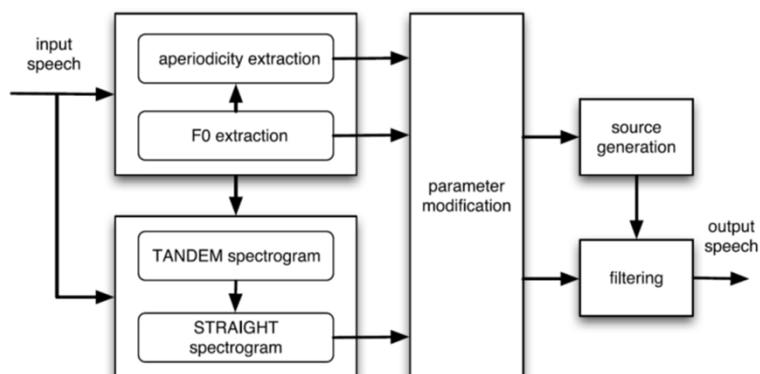 input
speech
aperiodicity extraction
F0 extraction
TANDEM spectrogram
STRAIGHT
spectrogram
parameter
modification
source
generation
filtering
output
speech